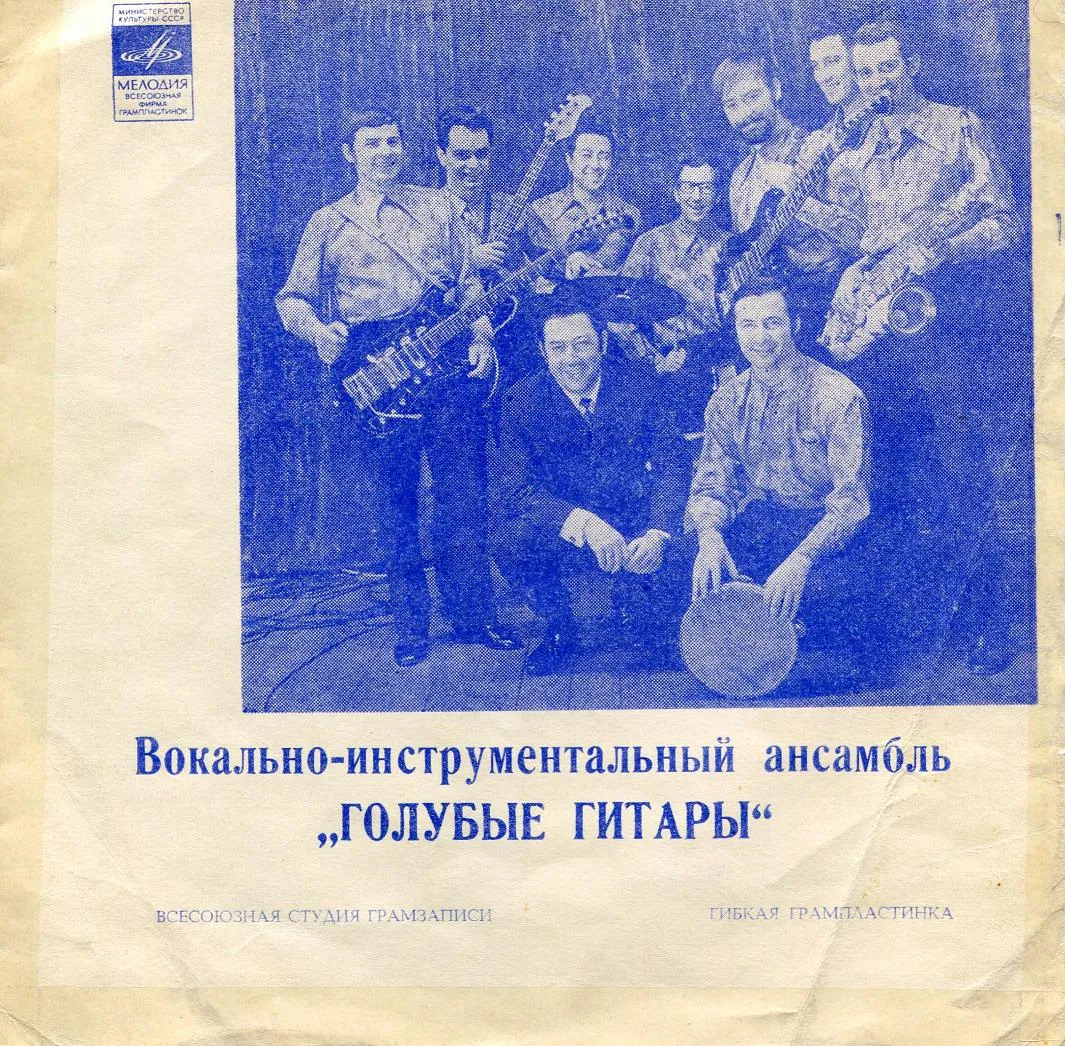 МИНИСТЕРСТВО
КУЛЬТУРЫ СССР
МЕЛОДИЯ
ВСЕСОЮЗНАЯ
ФИРМА
ГРАМПЛАСТИНОК
Вокально-инструментальный ансамбль
„ГОЛУБЫЕ ГИТАРЫ“
ВСЕСОЮЗНАЯ СТУДИЯ ГРАМЗАПИСИ
ГИБКАЯ ГРАМПЛАСТИНКА